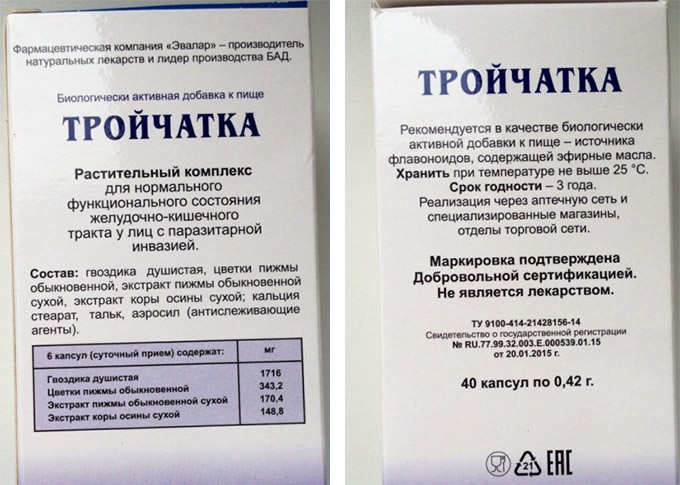 Фармацевтическая компания «Эвалар» – производитель
натуральных лекарств и лидер производства БАД.
Биологически активная добавка к пище
ТРОЙЧАТКА
Растительный комплекс
для нормального
функционального состояния
желудочно-кишечного
тракта у лиц с паразитарной
инвазией.
Состав: гвоздика душистая, цветки пижмы
обыкновенной, экстракт пижмы обыкновенной
сухой, экстракт коры осины сухой; кальция
стеарат, тальк, аэросил (антислеживающие
агенты).
6 капсул (суточный прием) содержат: мг
Гвоздика душистая 1716
Цветки пижмы обыкновенной 343,2
Экстракт пижмы обыкновенной сухой 170,4
Экстракт коры осины сухой 148,8
ТРОЙЧАТКА
Рекомендуется в качестве биологически
активной добавки к пище – источника
флавоноидов, содержащей эфирные масла.
Хранить при температуре не выше 25 °С.
Срок годности – 3 года.
Реализация через аптечную сеть и
специализированные магазины,
отделы торговой сети.
Маркировка подтверждена
Добровольной сертификацией.
Не является лекарством.
ТУ 9100-414-21428156-14
Свидетельство о государственной регистрации
№ RU.77.99.32.003.Е.000539.01.15
от 20.01.2015 г.
40 капсул по 0,42 г.
21 ЕАС